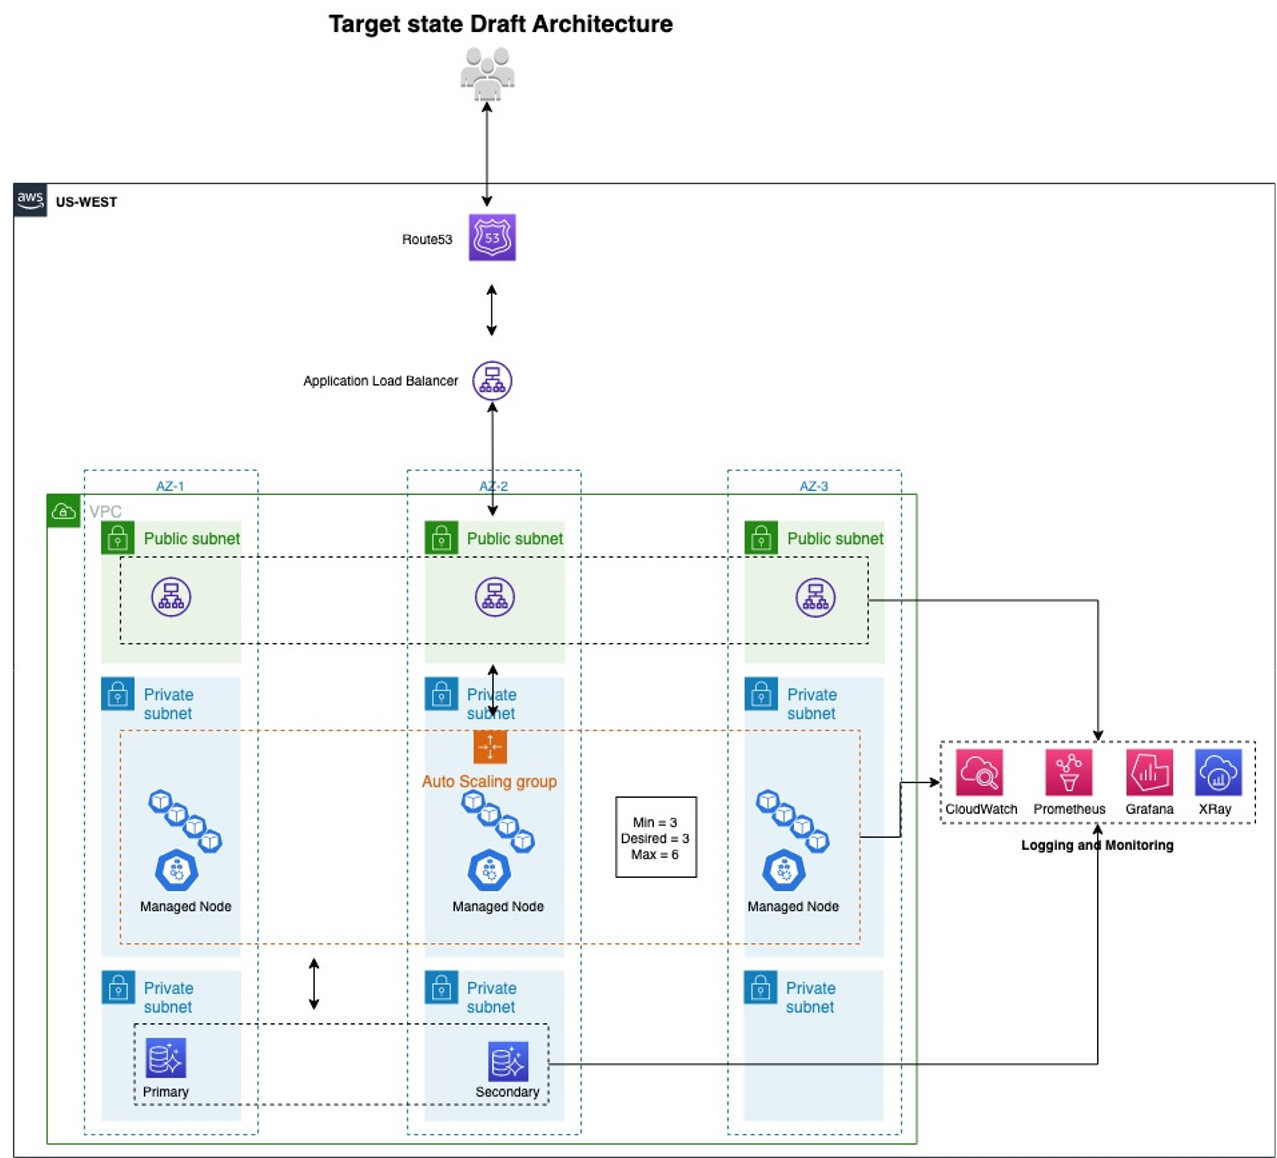 Target state Draft Architecture
aws
US-WEST
Route53
53
Application Load Balancer
AZ-1
AZ-2
AZ-3
VPC
Public subnet
Public subnet
Public subnet
Private
subnet
Private
subnet
Private
subnet
Auto Scaling group
Min = 3
Desired = 3
Max = 6
Managed Node
Managed Node
Managed Node
CloudWatch
Prometheus
Grafana
XRay
Logging and Monitoring
Private
subnet
Private
subnet
Private
subnet
Primary
Secondary